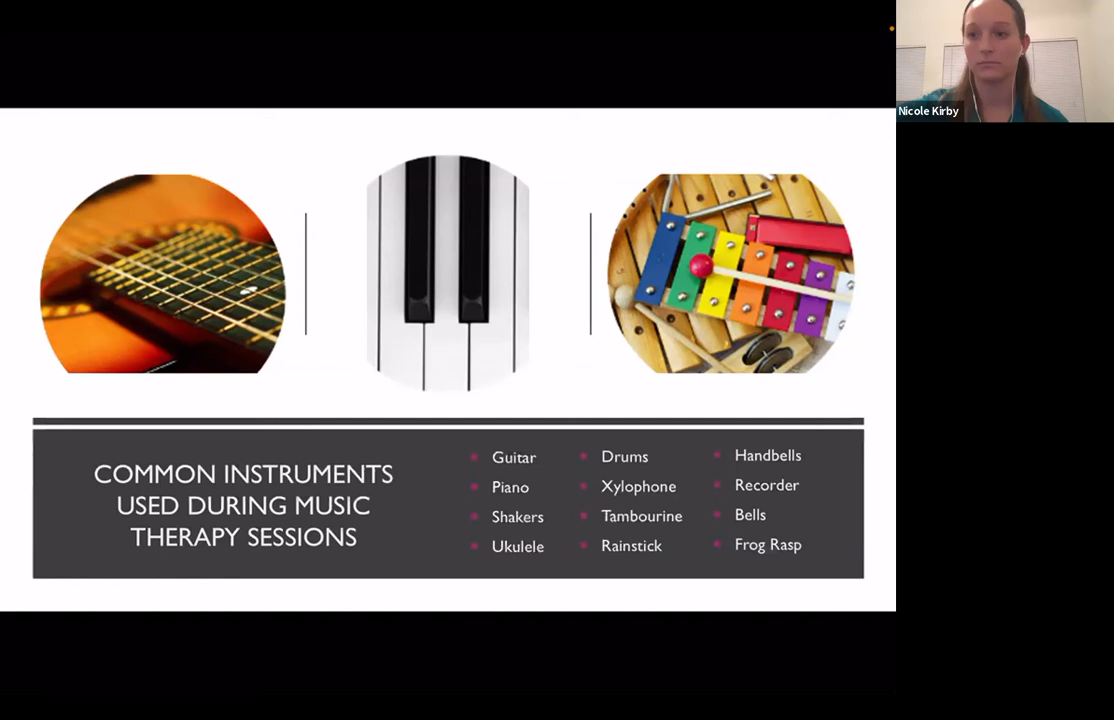 Nicole Kirby
COMMON INSTRUMENTS
USED DURING MUSIC
THERAPY SESSIONS
Guitar
Piano
Shakers
Ukulele
Drums
Xylophone
Tambourine
Rainstick
Handbells
Recorder
Bells
Frog Rasp